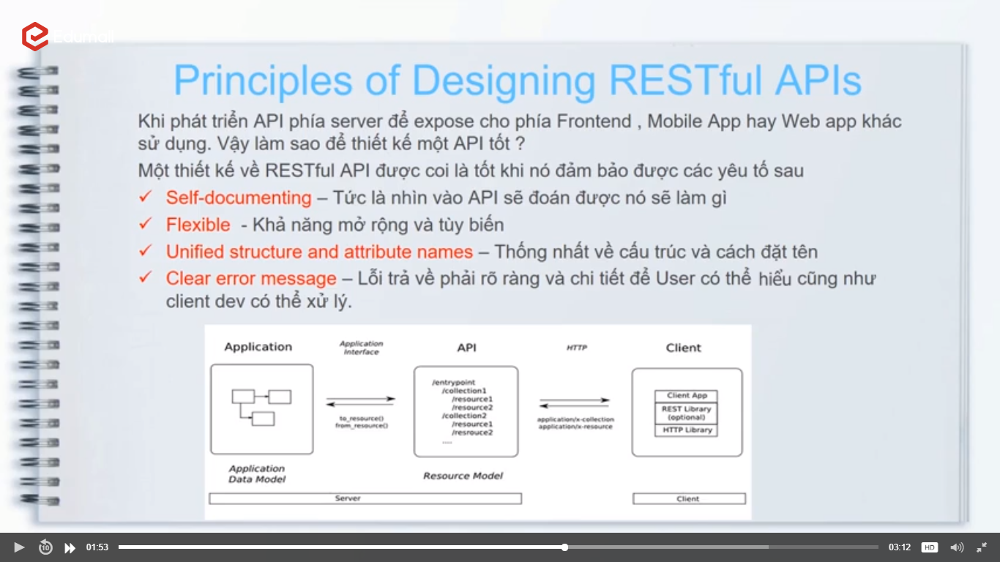 edumall
Principles of Designing RESTful APIs
Khi phát triển API phía server để expose cho phía Frontend , Mobile App hay Web app khác
sử dụng. Vậy làm sao để thiết kế một API tốt ?
Một thiết kế về RESTful API được coi là tốt khi nó đảm bảo được các yêu tố sau
✓ Self-documenting – Tức là nhìn vào API sẽ đoán được nó sẽ làm gì
✓ Flexible - Khả năng mở rộng và tùy biến
✓ Unified structure and attribute names – Thống nhất về cấu trúc và cách đặt tên
✓ Clear error message – Lỗi trả về phải rõ ràng và chi tiết để User có thể hiểu cũng như
client dev có thể xử lý.
Application
Application
Interface
API
HTTP
Client
/entrypoint
/collection1
/resource1
/resource2
/collection2
/resource1
/resrouce2
.....
to_resource()
from_resource()
application/x-collection
application/x-resource
Client App
REST Library
(optional)
HTTP Library
Application
Data Model
Resource Model
Server
Client
10
01:53
03:12
HD